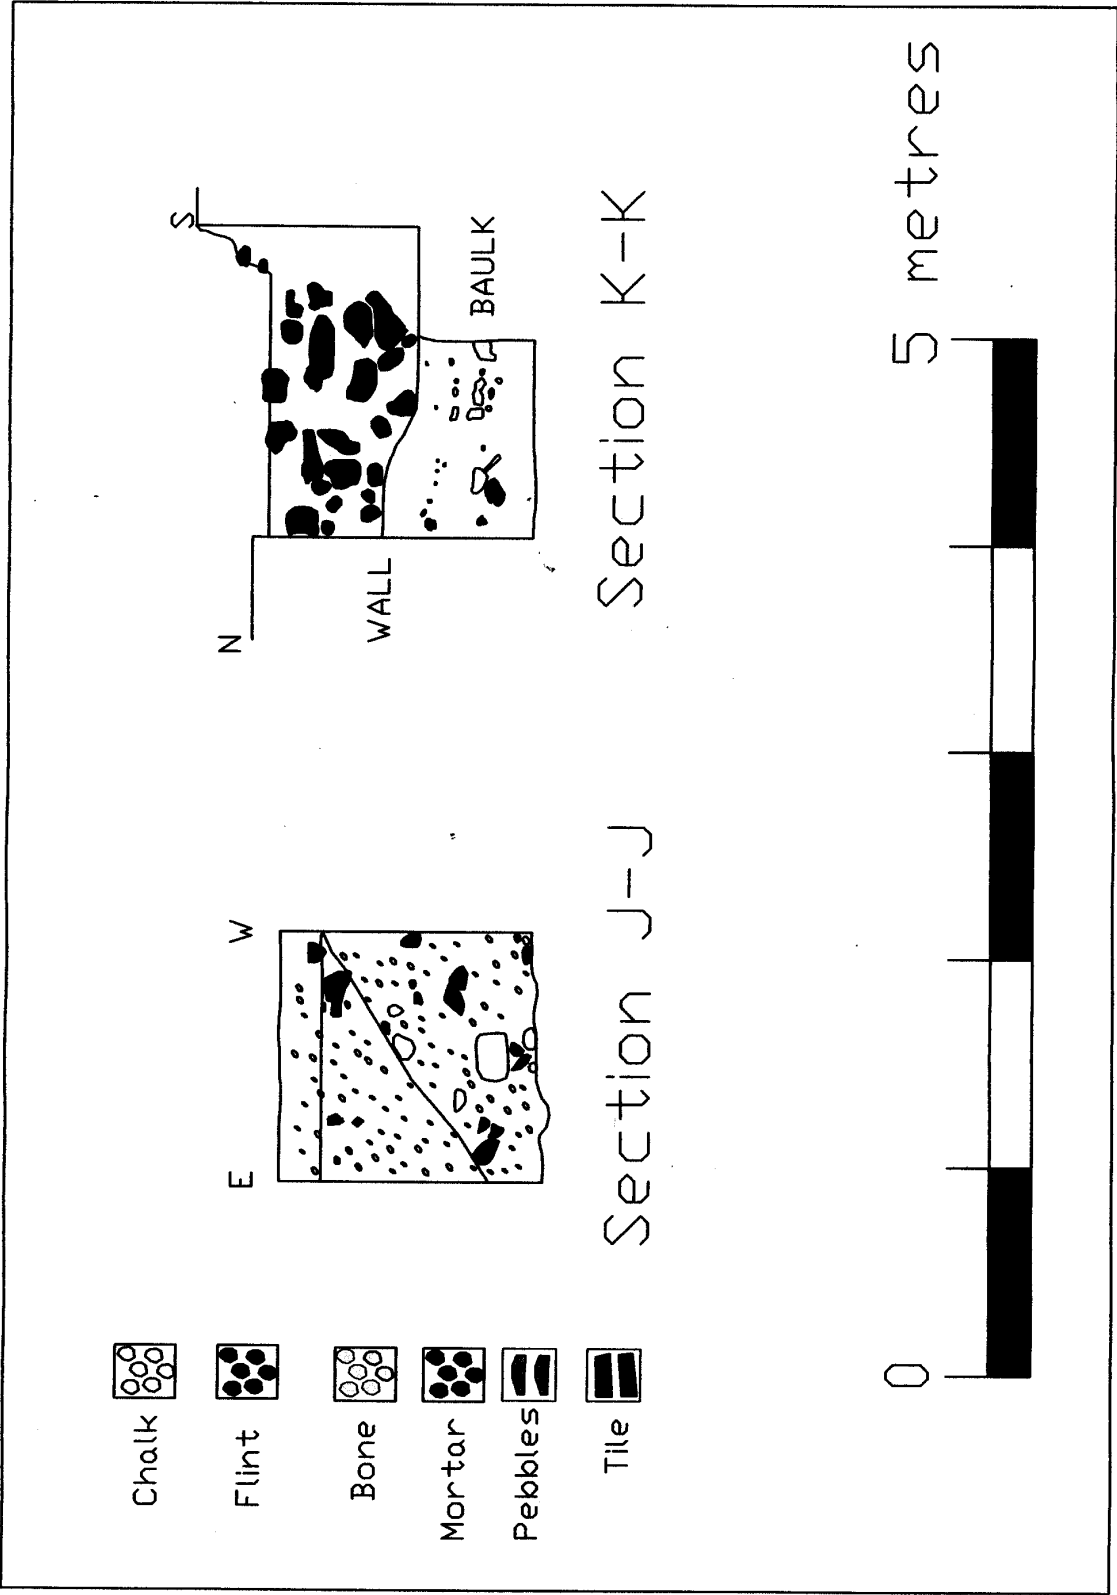 Chalk
Flint
Bone
Mortar
Pebbles
Tile
E
W
Section J-J
N
S
WALL
BAULK
Section K-K
0
5 metres